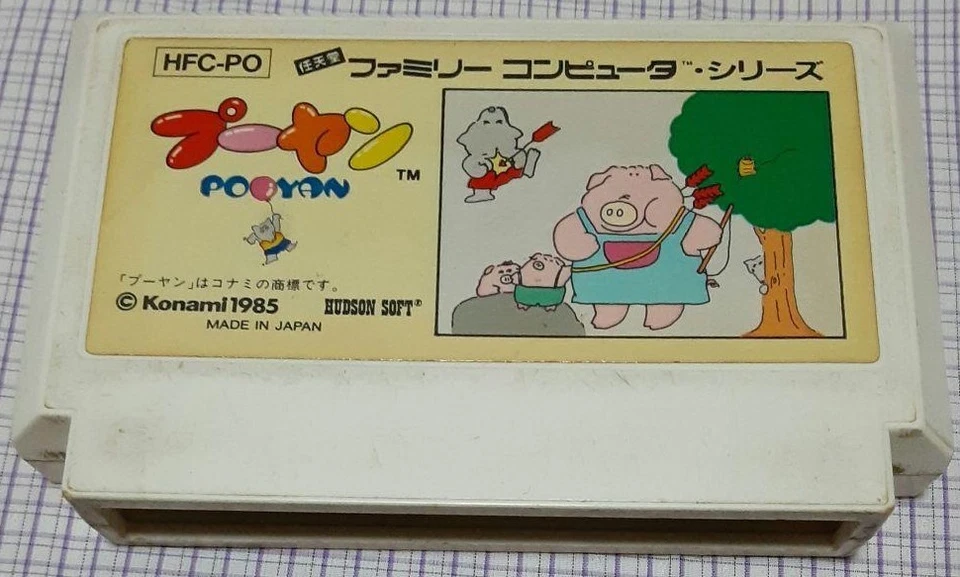 HFC-PO
任天堂 ファミリー コンピュータ™・シリーズ
プーヤン™
POOYAN
「プーヤン」はコナミの商標です。
© Konami 1985 HUDSON SOFT®
MADE IN JAPAN